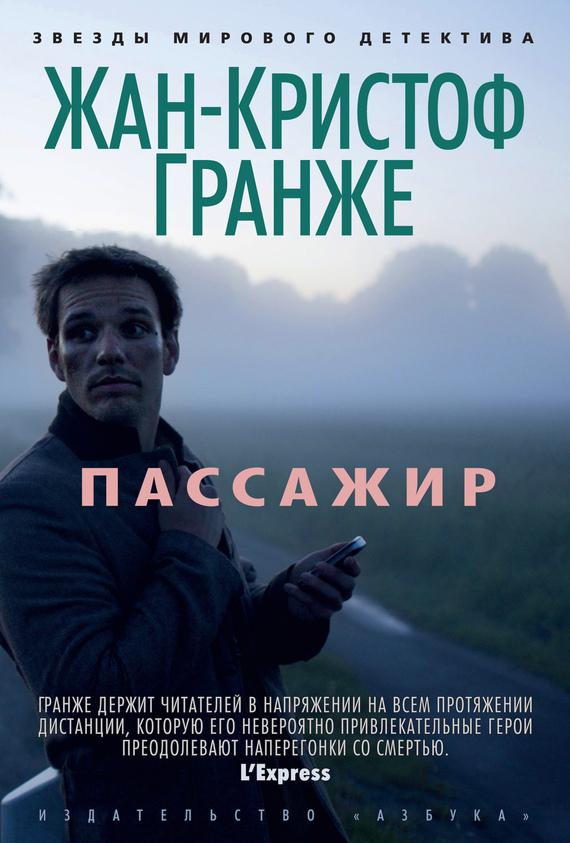 ЗВЕЗДЫ МИРОВОГО ДЕТЕКТИВА
ЖАН-КРИСТОФ
ГРАНЖЕ
ПАССАЖИР
ГРАНЖЕ ДЕРЖИТ ЧИТАТЕЛЕЙ В НАПРЯЖЕНИИ НА ВСЕМ ПРОТЯЖЕНИИ
ДИСТАНЦИИ, КОТОРУЮ ЕГО НЕВЕРОЯТНО ПРИВЛЕКАТЕЛЬНЫЕ ГЕРОИ
ПРЕОДОЛЕВАЮТ НАПЕРЕГОНКИ СО СМЕРТЬЮ.
L'Express
ИЗДАТЕЛЬСТВО «АЗБУКА»